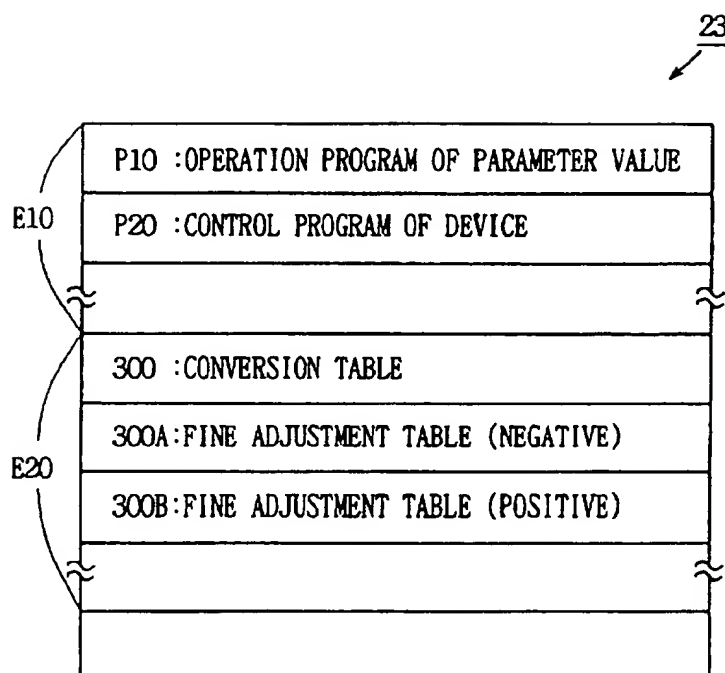 23
P10 :OPERATION PROGRAM OF PARAMETER VALUE
E10
P20 :CONTROL PROGRAM OF DEVICE
300 :CONVERSION TABLE
300A:FINE ADJUSTMENT TABLE (NEGATIVE)
E20
300B:FINE ADJUSTMENT TABLE (POSITIVE)